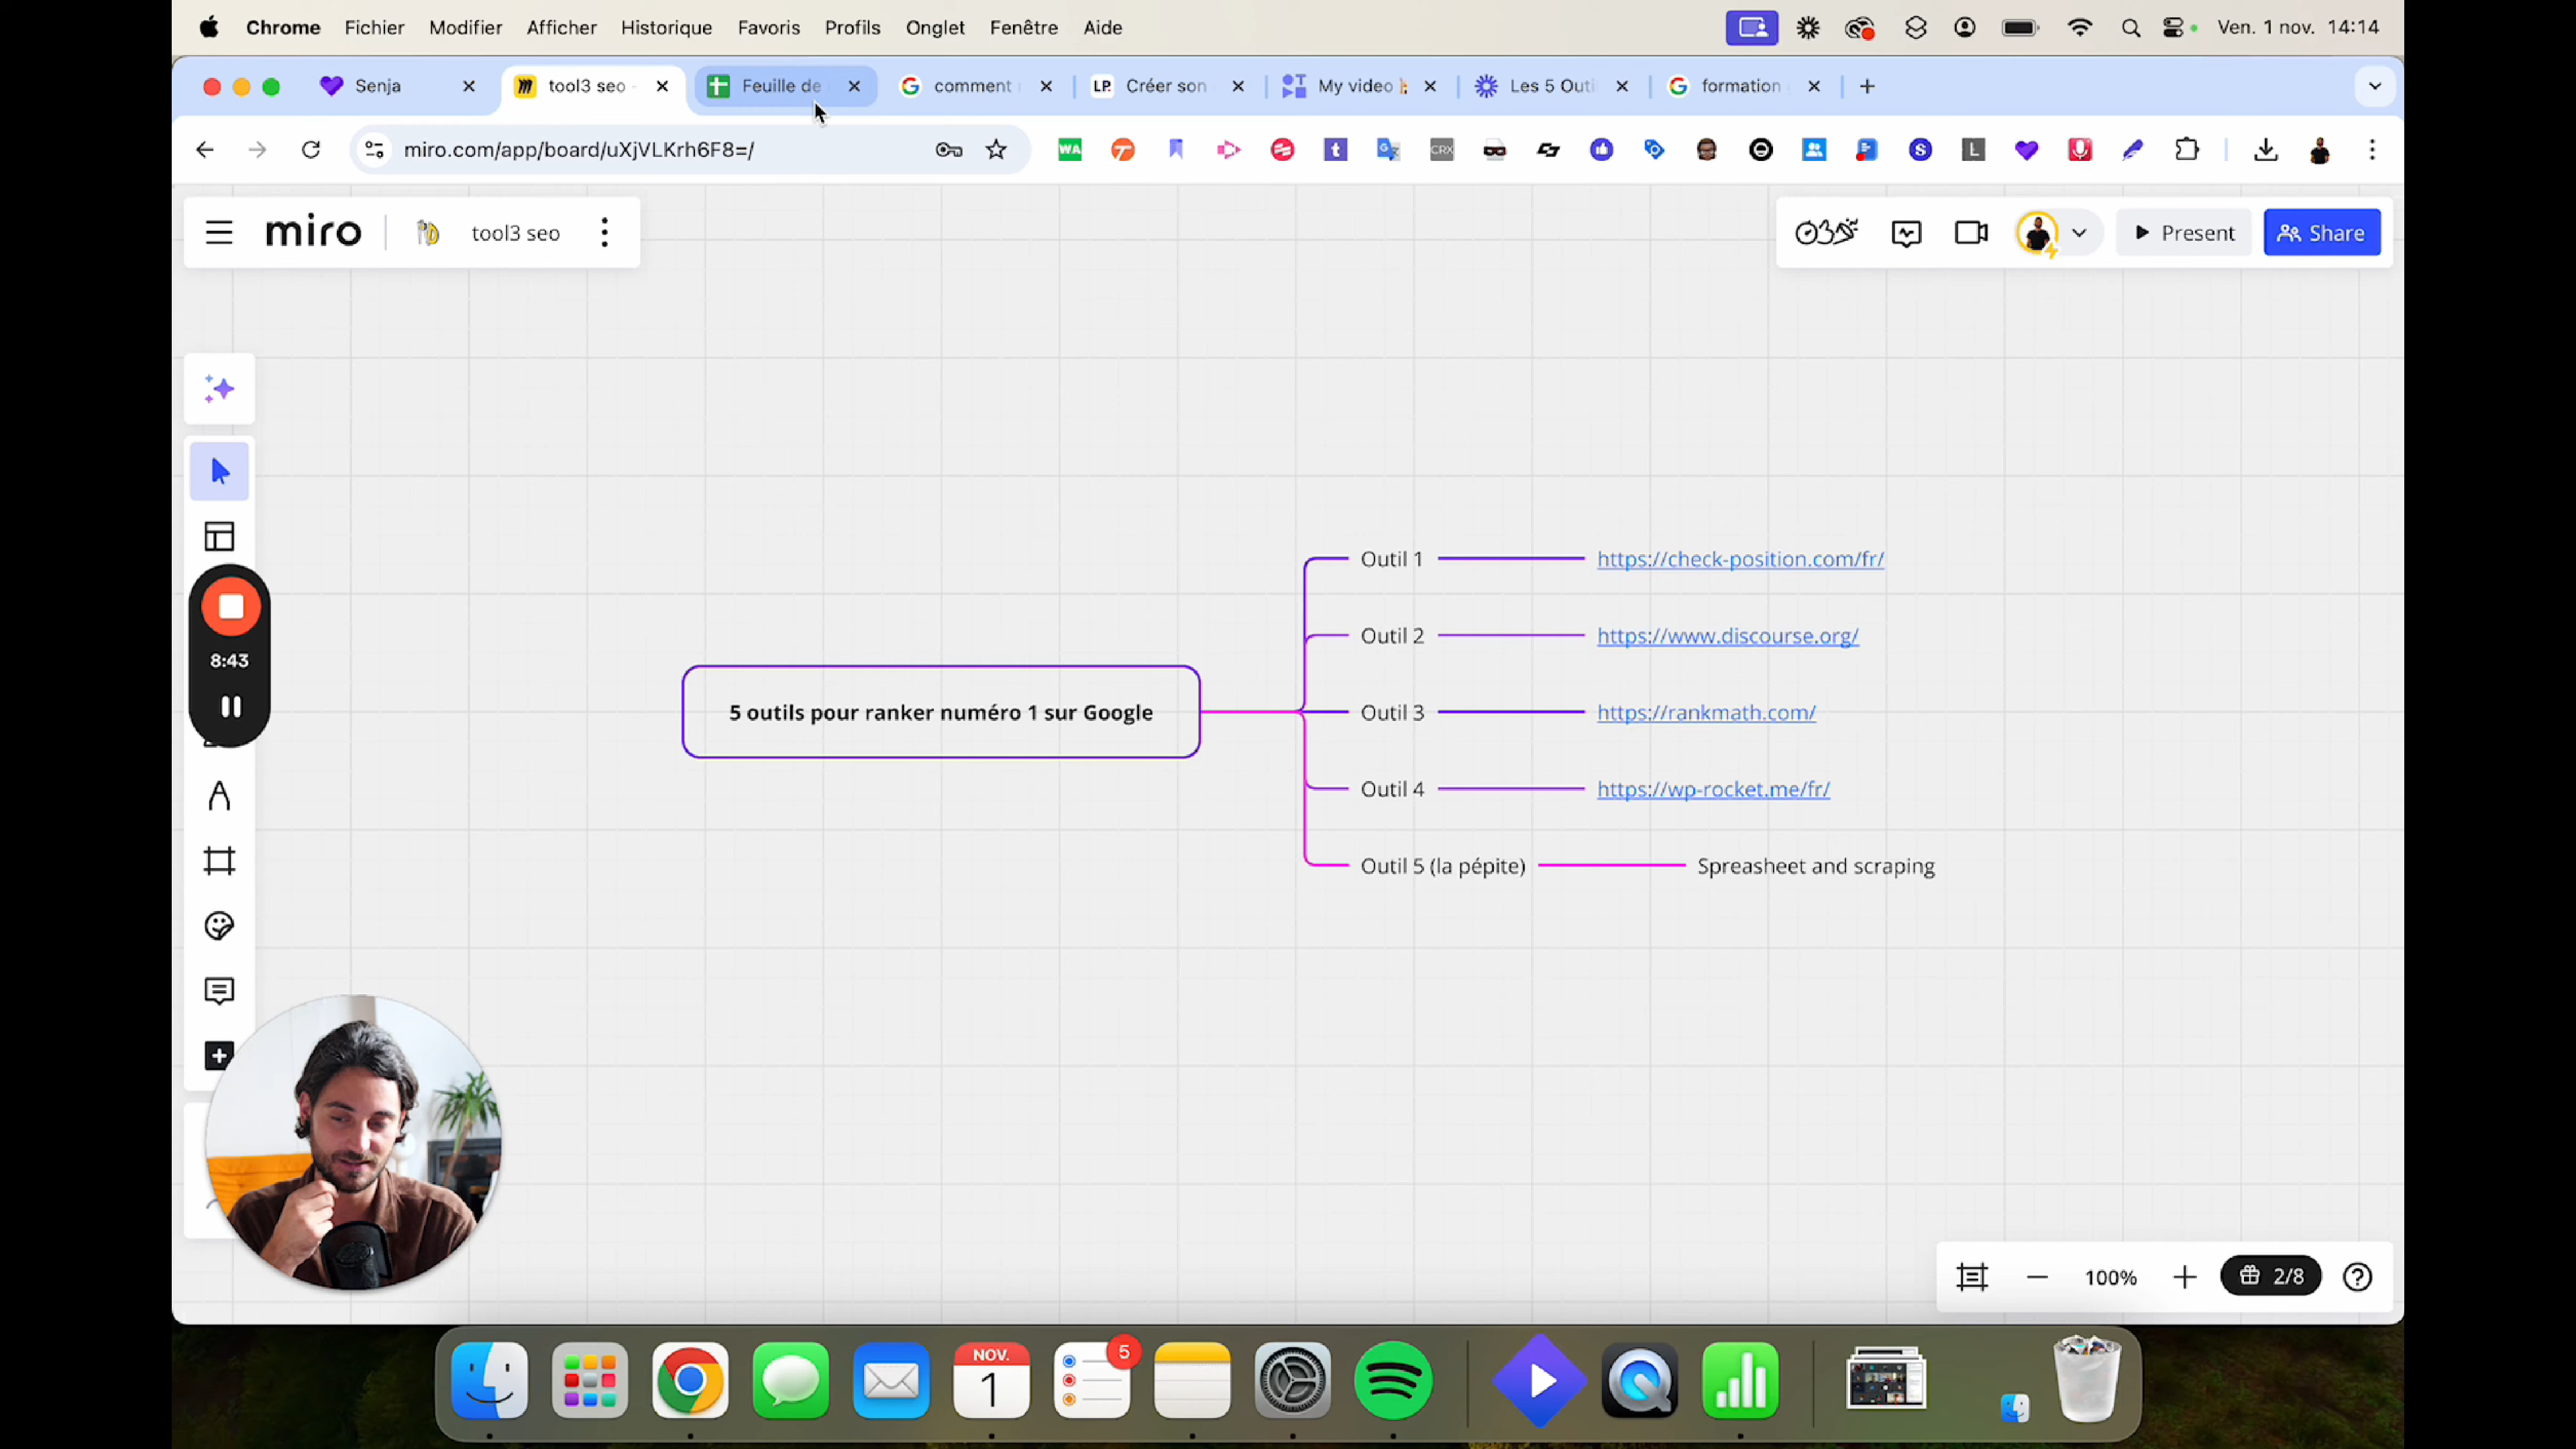 Chrome Fichier Modifier Afficher Historique Favoris Profils Onglet Fenêtre Aide Ven. 1 nov. 14:14
Senja tool3 seo - Feuille de comment LP. Créer son My video Les 5 Outi formation
miro.com/app/board/uXjVLKrh6F8=/ WA t CRX S L
miro tool3 seo Present Share
Outil 1 https://check-position.com/fr/
Outil 2 https://www.discourse.org/
8:43
5 outils pour ranker numéro 1 sur Google
Outil 3 https://rankmath.com/
Outil 4 https://wp-rocket.me/fr/
Outil 5 (la pépite) Spreasheet and scraping
100% 2/8
NOV. 1 5